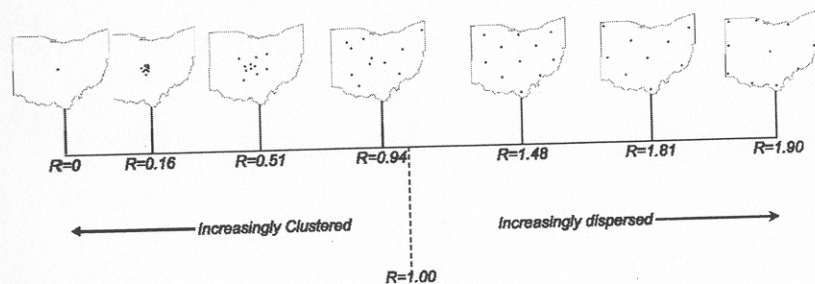 R=0
R=0.16
R=0.51
R=0.94
R=1.48
R=1.81
R=1.90
Increasingly Clustered
Increasingly dispersed
R=1.00